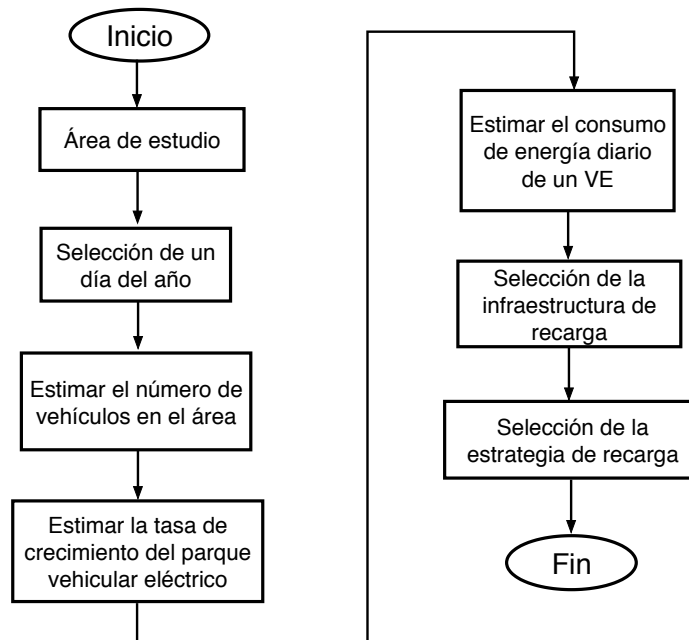 Inicio
Área de estudio
Selección de un
día del año
Estimar el número de
vehículos en el área
Estimar la tasa de
crecimiento del parque
vehicular eléctrico
Estimar el consumo
de energía diario
de un VE
Selección de la
infraestructura de
recarga
Selección de la
estrategia de recarga
Fin